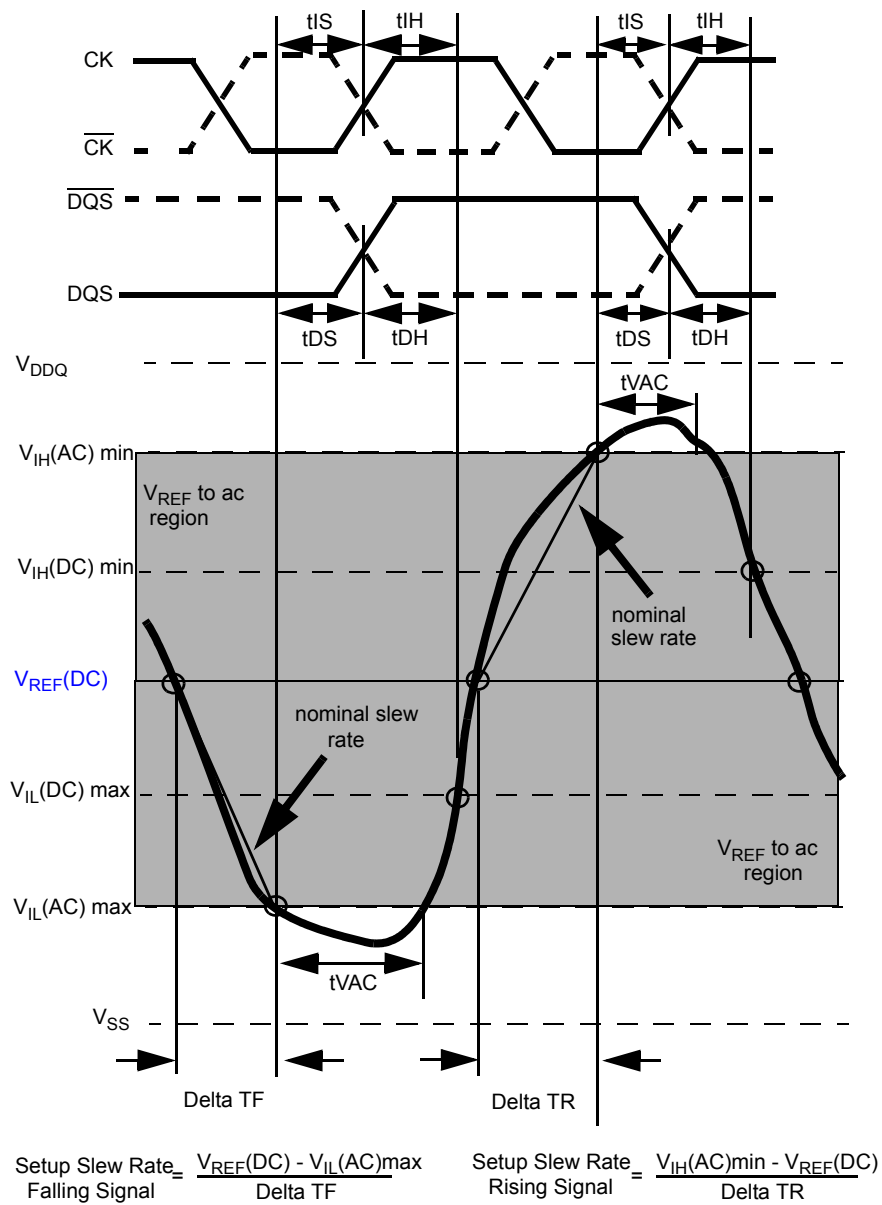 tIS tIH tIS tIH
CK
CK
DQS
DQS
tDS tDH tDS tDH
VDDQ
tVAC
VIH(AC) min
VREF to ac
region
VIH(DC) min
nominal
slew rate
VREF(DC)
nominal slew
rate
VIL(DC) max
VREF to ac
region
VIL(AC) max
tVAC
VSS
Delta TF Delta TR
Setup Slew Rate
Falling Signal
=
VREF(DC) - VIL(AC)max
Delta TF
Setup Slew Rate
Rising Signal
=
VIH(AC)min - VREF(DC)
Delta TR